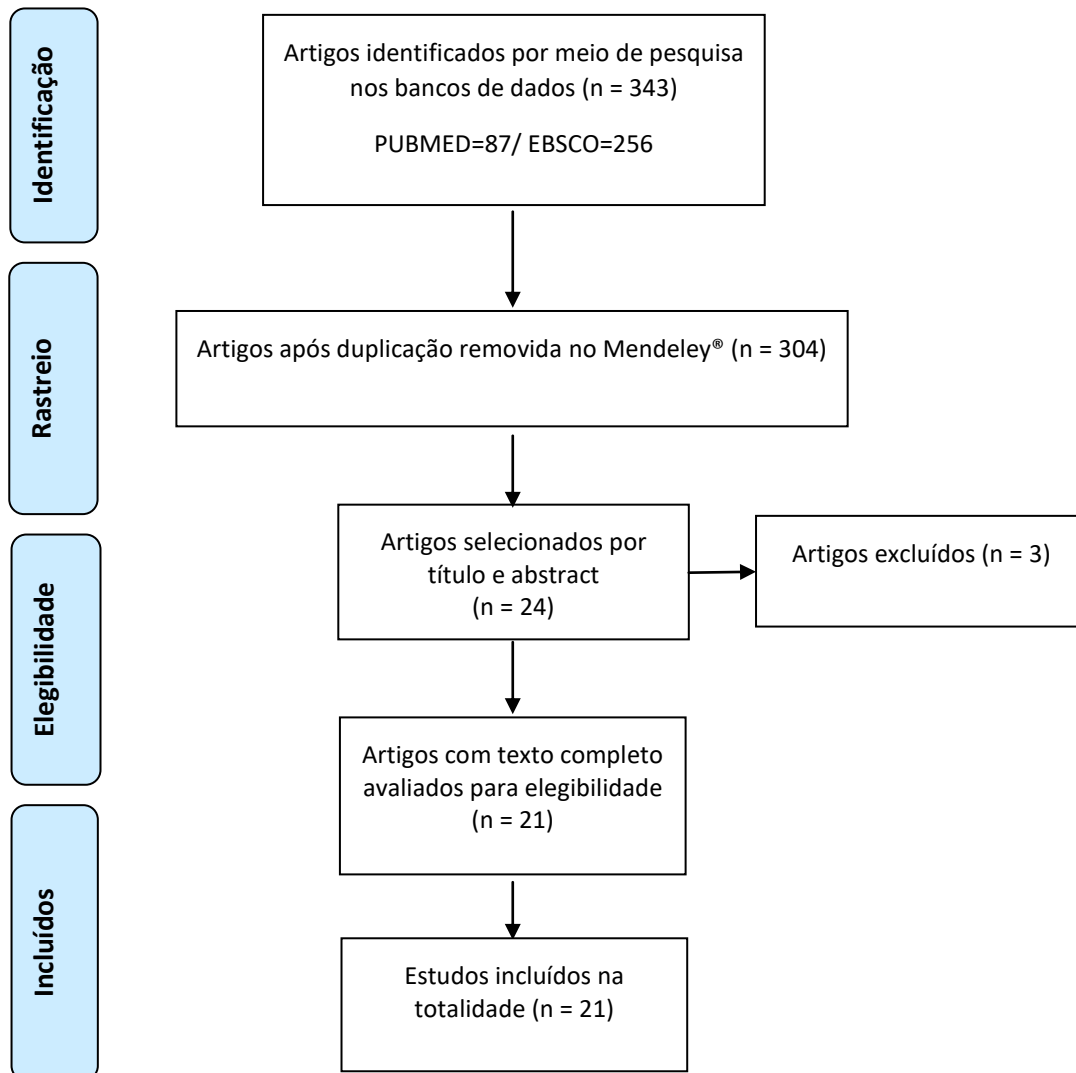 Identificação
Artigos identificados por meio de pesquisa
nos bancos de dados (n = 343)
PUBMED=87/ EBSCO=256
Rastreio
Artigos após duplicação removida no Mendeley® (n = 304)
Elegibilidade
Artigos selecionados por
título e abstract
(n = 24)
Artigos excluídos (n = 3)
Artigos com texto completo
avaliados para elegibilidade
(n = 21)
Incluídos
Estudos incluídos na
totalidade (n = 21)